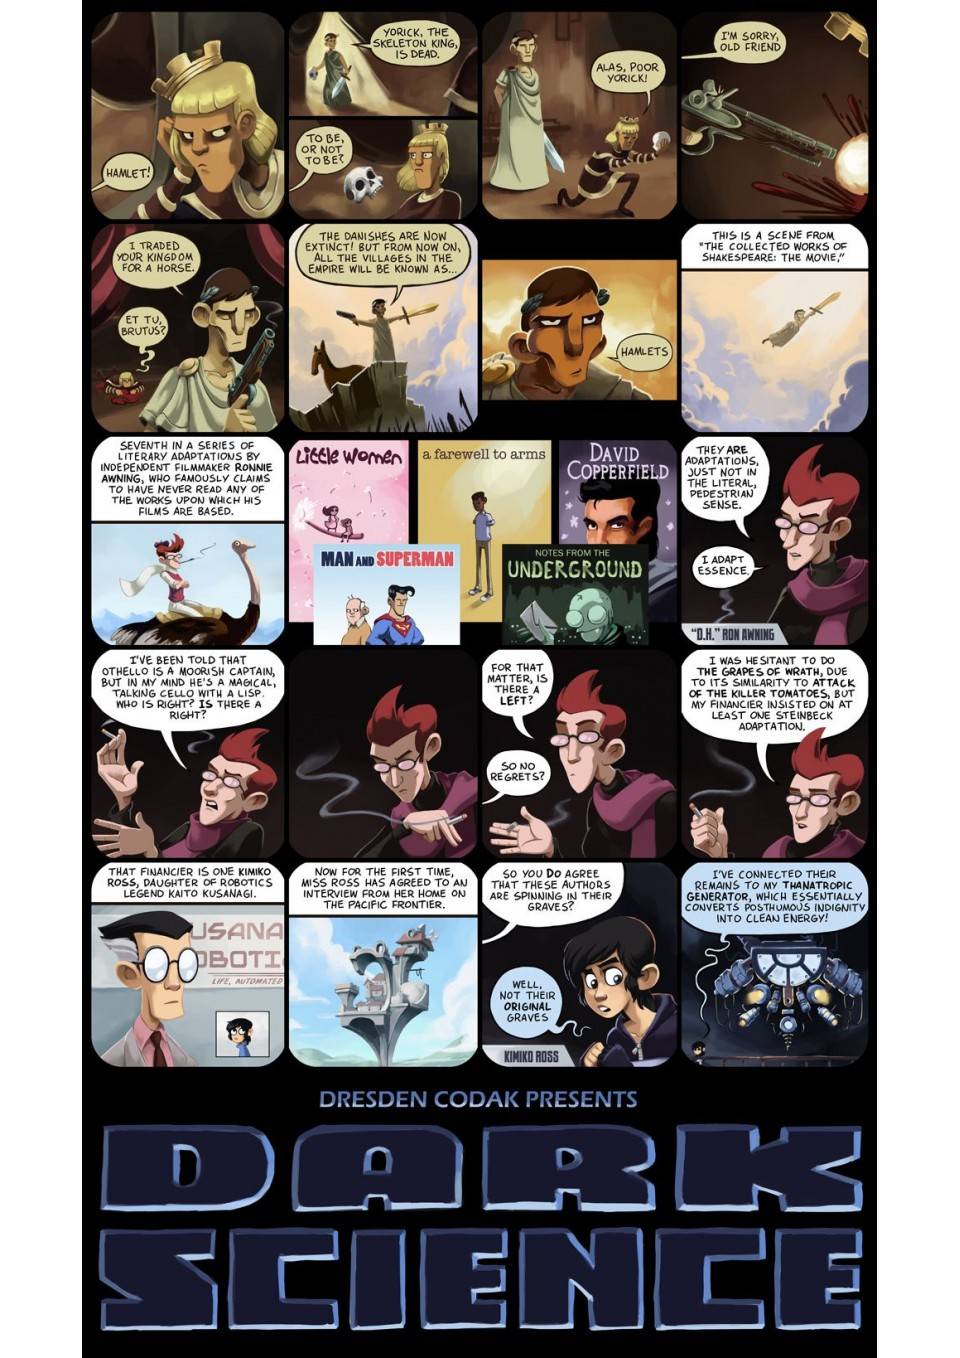 HAMLET!
YORICK, THE
SKELETON KING,
IS DEAD.
TO BE,
OR NOT
TO BE?
ALAS, POOR
YORICK!
I'M SORRY,
OLD FRIEND
I TRADED
YOUR KINGDOM
FOR A HORSE.
ET TU,
BRUTUS?
THE DANISHES ARE NOW
EXTINCT! BUT FROM NOW ON,
ALL THE VILLAGES IN THE
EMPIRE WILL BE KNOWN AS...
HAMLETS
THIS IS A SCENE FROM
"THE COLLECTED WORKS OF
SHAKESPEARE: THE MOVIE,"
SEVENTH IN A SERIES OF
LITERARY ADAPTATIONS BY
INDEPENDENT FILMMAKER RONNIE
AWNING, WHO FAMOUSLY CLAIMS
TO HAVE NEVER READ ANY OF
THE WORKS UPON WHICH HIS
FILMS ARE BASED.
Little Women
a farewell to arms
DAVID
COPPERFIELD
MAN AND SUPERMAN
NOTES FROM THE
UNDERGROUND
THEY ARE
ADAPTATIONS,
JUST NOT IN
THE LITERAL,
PEDESTRIAN
SENSE.
I ADAPT
ESSENCE.
"D.H." RON AWNING
I'VE BEEN TOLD THAT
OTHELLO IS A MOORISH CAPTAIN,
BUT IN MY MIND HE'S A MAGICAL,
TALKING CELLO WITH A LISP.
WHO IS RIGHT? IS THERE A
RIGHT?
FOR THAT
MATTER, IS
THERE A
LEFT?
SO NO
REGRETS?
I WAS HESITANT TO DO
THE GRAPES OF WRATH, DUE
TO ITS SIMILARITY TO ATTACK
OF THE KILLER TOMATOES, BUT
MY FINANCIER INSISTED ON AT
LEAST ONE STEINBECK
ADAPTATION.
THAT FINANCIER IS ONE KIMIKO
ROSS, DAUGHTER OF ROBOTICS
LEGEND KAITO KUSANAGI.
USANA
OBOTI
LIFE, AUTOMATED
NOW FOR THE FIRST TIME,
MISS ROSS HAS AGREED TO AN
INTERVIEW FROM HER HOME ON
THE PACIFIC FRONTIER.
SO YOU DO AGREE
THAT THESE AUTHORS
ARE SPINNING IN THEIR
GRAVES?
WELL,
NOT THEIR
ORIGINAL
GRAVES
KIMIKO ROSS
I'VE CONNECTED THEIR
REMAINS TO MY THANATROPIC
GENERATOR, WHICH ESSENTIALLY
CONVERTS POSTHUMOUS INDIGNITY
INTO CLEAN ENERGY!
DRESDEN CODAK PRESENTS
DARK
SCIENCE